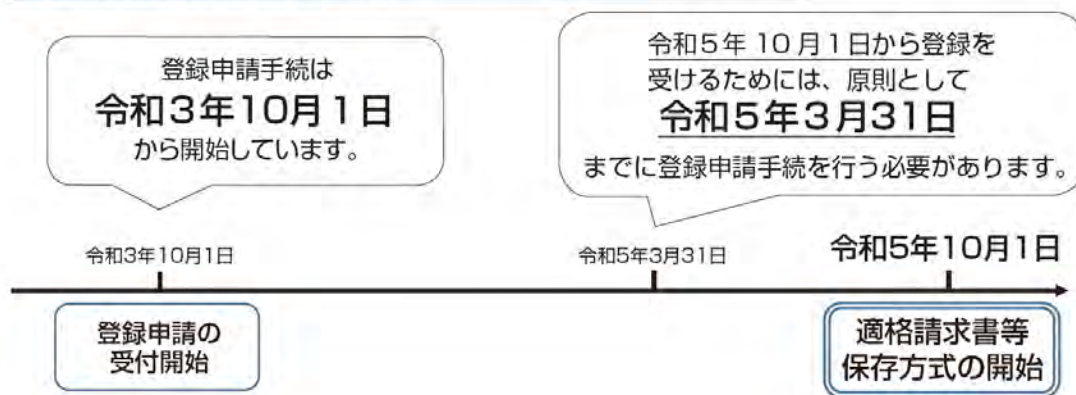 登録申請手続は
令和3年10月1日
から開始しています。
令和5年10月1日から登録を
受けるためには、原則として
令和5年3月31日
までに登録申請手続を行う必要があります。
令和3年10月1日
令和5年3月31日
令和5年10月1日
登録申請の
受付開始
適格請求書等
保存方式の開始